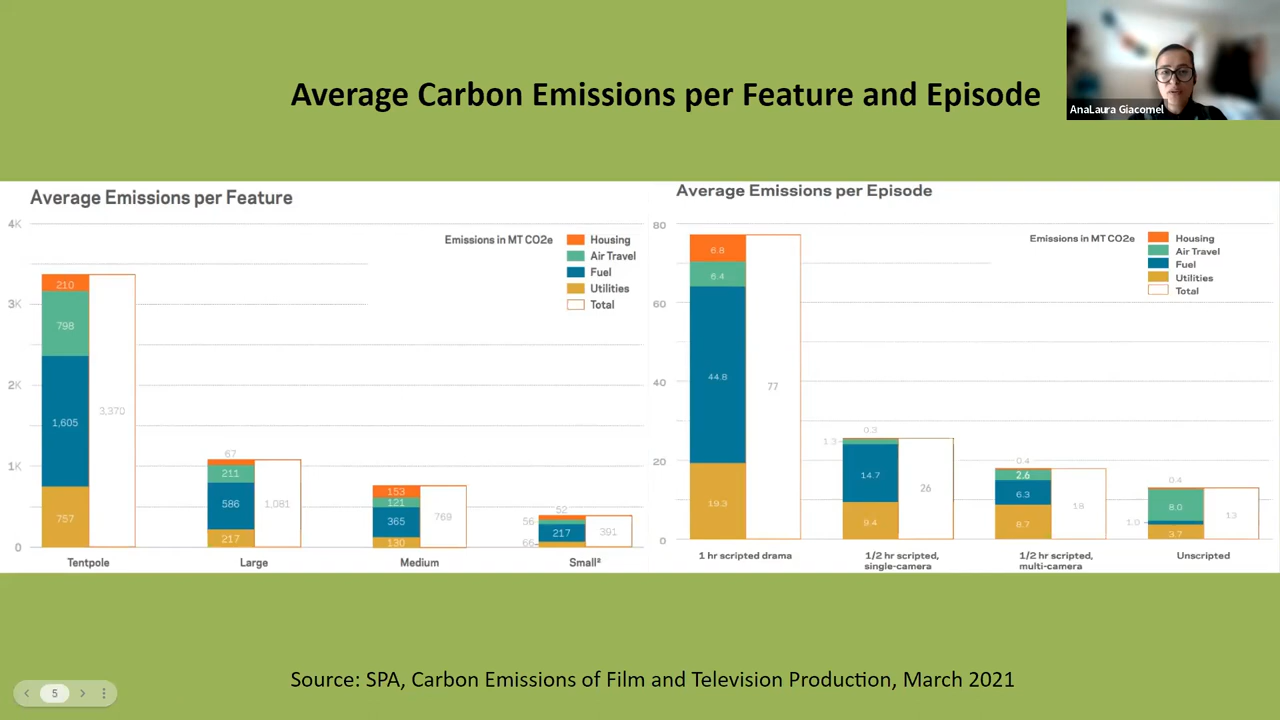 AnaLaura Giacomel
Average Carbon Emissions per Feature and Episode
Average Emissions per Feature
4K
3K
2K
1K
0
Emissions in MT CO2e
Housing
Air Travel
Fuel
Utilities
Total
210
798
1,605
757
3,370
67
211
586
217
1,081
153
121
365
130
769
52
56
217
66
391
Tentpole
Large
Medium
Small²
Average Emissions per Episode
80
60
40
20
0
Emissions in MT CO2e
Housing
Air Travel
Fuel
Utilities
Total
6.8
6.4
44.8
19.3
77
0.3
1.3
14.7
9.4
26
0.4
2.6
6.3
8.7
18
0.4
8.0
1.0
3.7
13
1 hr scripted drama
1/2 hr scripted,
single-camera
1/2 hr scripted,
multi-camera
Unscripted
Source: SPA, Carbon Emissions of Film and Television Production, March 2021
5